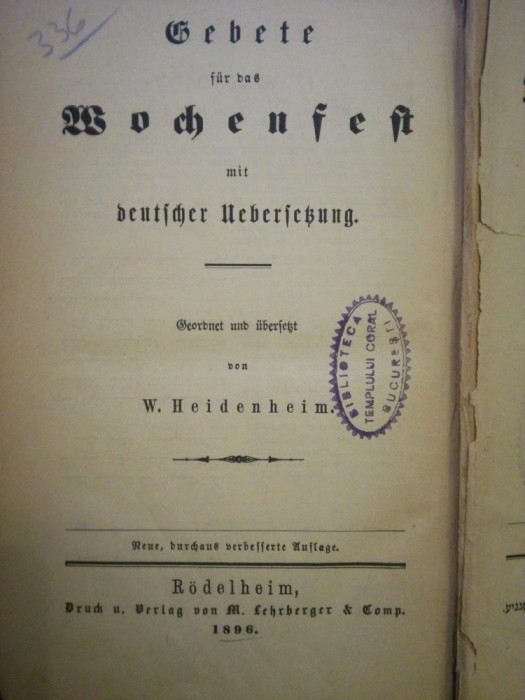 336
Gebete
für das
Wochenfest
mit
deutscher Uebersetzung.
Geordnet und übersetzt
von
W. Heidenheim.
BIBLIOTECA
TEMPLULUI CORAL
BUCUREȘTI
Neue, durchaus verbesserte Auflage.
Rödelheim,
Druck u. Verlag von M. Lehrberger & Comp.
1896.